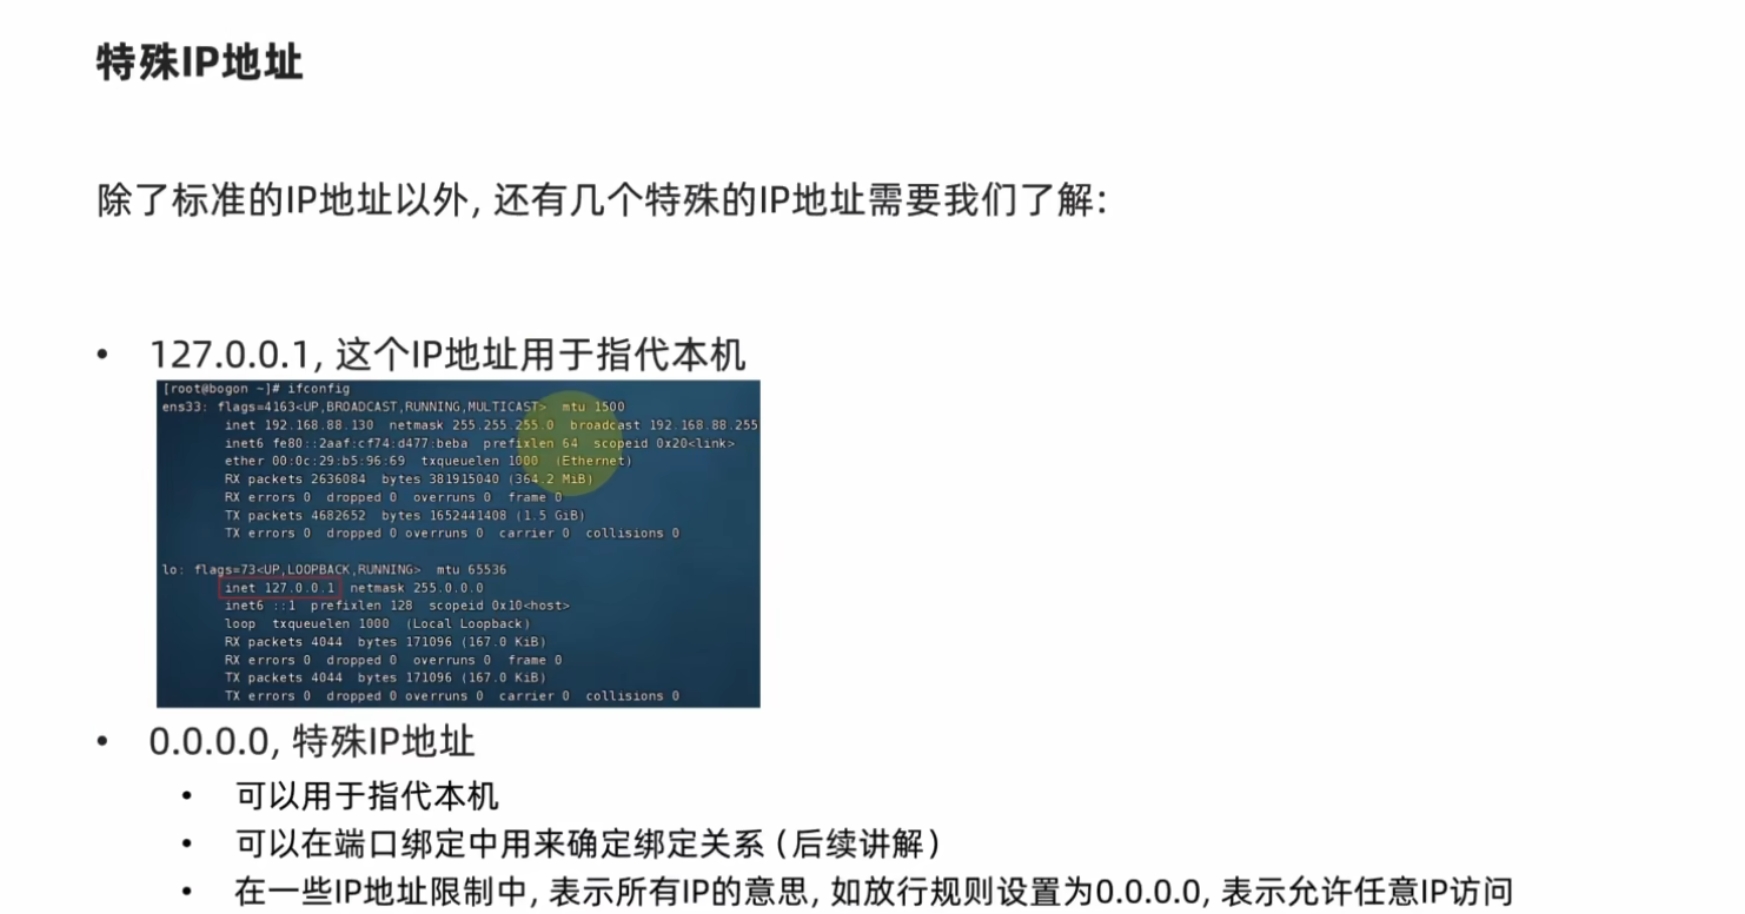 特殊IP地址
除了标准的IP地址以外, 还有几个特殊的IP地址需要我们了解:
• 127.0.0.1, 这个IP地址用于指代本机
[root@bogon ~]# ifconfig
ens33: flags=4163<UP,BROADCAST,RUNNING,MULTICAST>  mtu 1500
inet 192.168.88.130  netmask 255.255.255.0  broadcast 192.168.88.255
inet6 fe80::2aaf:cf74:d477:beba  prefixlen 64  scopeid 0x20<link>
ether 00:0c:29:b5:96:69  txqueuelen 1000  (Ethernet)
RX packets 2636084  bytes 381915040 (364.2 MiB)
RX errors 0  dropped 0  overruns 0  frame 0
TX packets 4682652  bytes 1652441408 (1.5 GiB)
TX errors 0  dropped 0 overruns 0  carrier 0  collisions 0
lo: flags=73<UP,LOOPBACK,RUNNING>  mtu 65536
inet 127.0.0.1  netmask 255.0.0.0
inet6 ::1  prefixlen 128  scopeid 0x10<host>
loop  txqueuelen 1000  (Local Loopback)
RX packets 4044  bytes 171096 (167.0 KiB)
RX errors 0  dropped 0  overruns 0  frame 0
TX packets 4044  bytes 171096 (167.0 KiB)
TX errors 0  dropped 0 overruns 0  carrier 0  collisions 0
• 0.0.0.0, 特殊IP地址
• 可以用于指代本机
• 可以在端口绑定中用来确定绑定关系（后续讲解）
• 在一些IP地址限制中, 表示所有IP的意思, 如放行规则设置为0.0.0.0, 表示允许任意IP访问